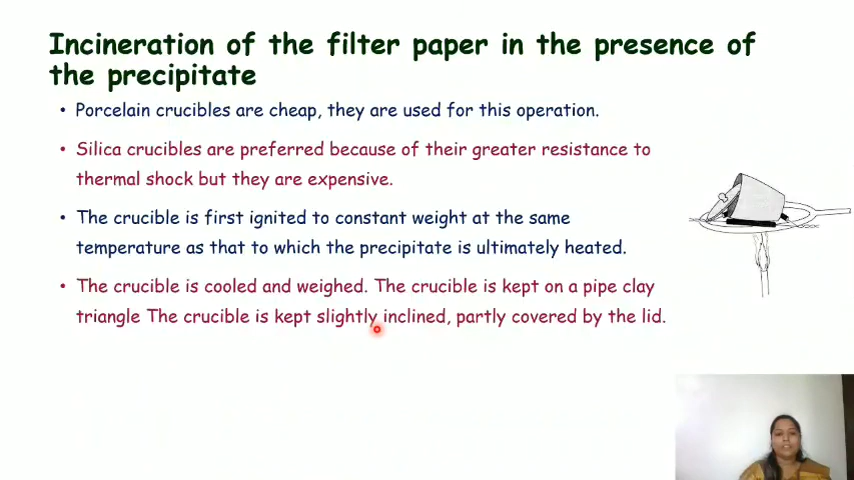 Incineration of the filter paper in the presence of
the precipitate
• Porcelain crucibles are cheap, they are used for this operation.
• Silica crucibles are preferred because of their greater resistance to
thermal shock but they are expensive.
• The crucible is first ignited to constant weight at the same
temperature as that to which the precipitate is ultimately heated.
• The crucible is cooled and weighed. The crucible is kept on a pipe clay
triangle The crucible is kept slightly inclined, partly covered by the lid.